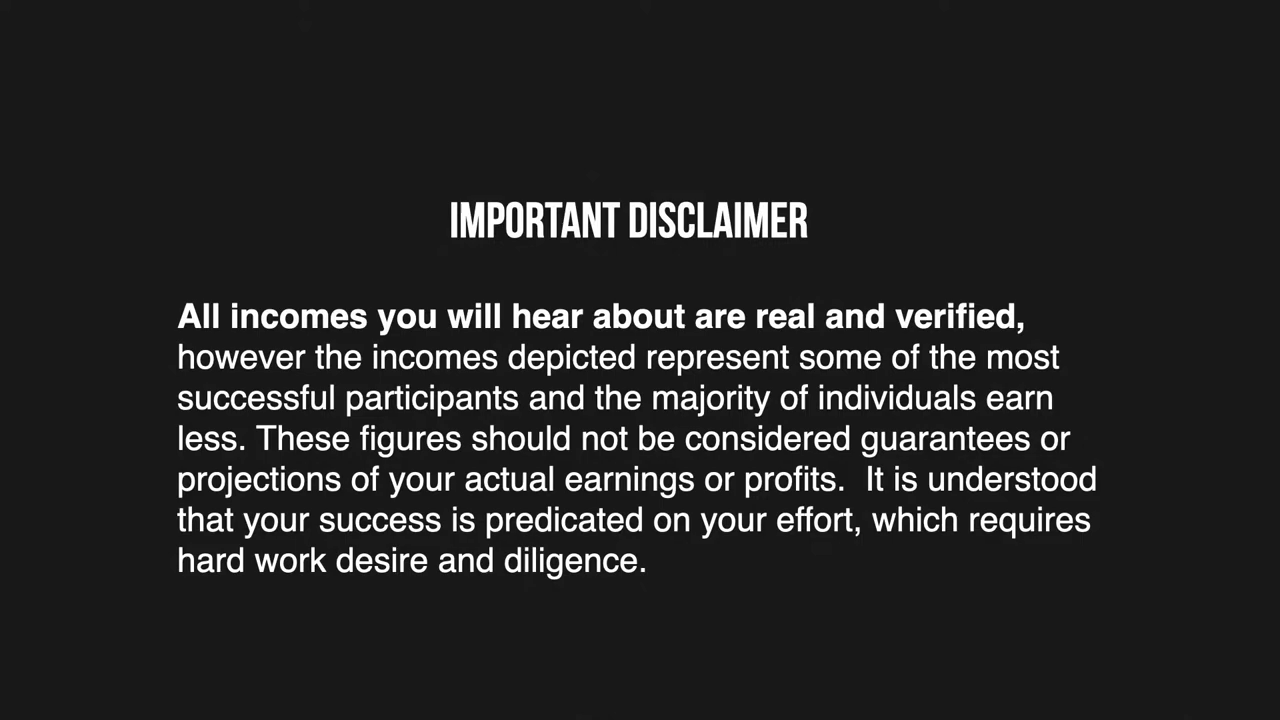 IMPORTANT DISCLAIMER
All incomes you will hear about are real and verified,
however the incomes depicted represent some of the most
successful participants and the majority of individuals earn
less. These figures should not be considered guarantees or
projections of your actual earnings or profits.  It is understood
that your success is predicated on your effort, which requires
hard work desire and diligence.